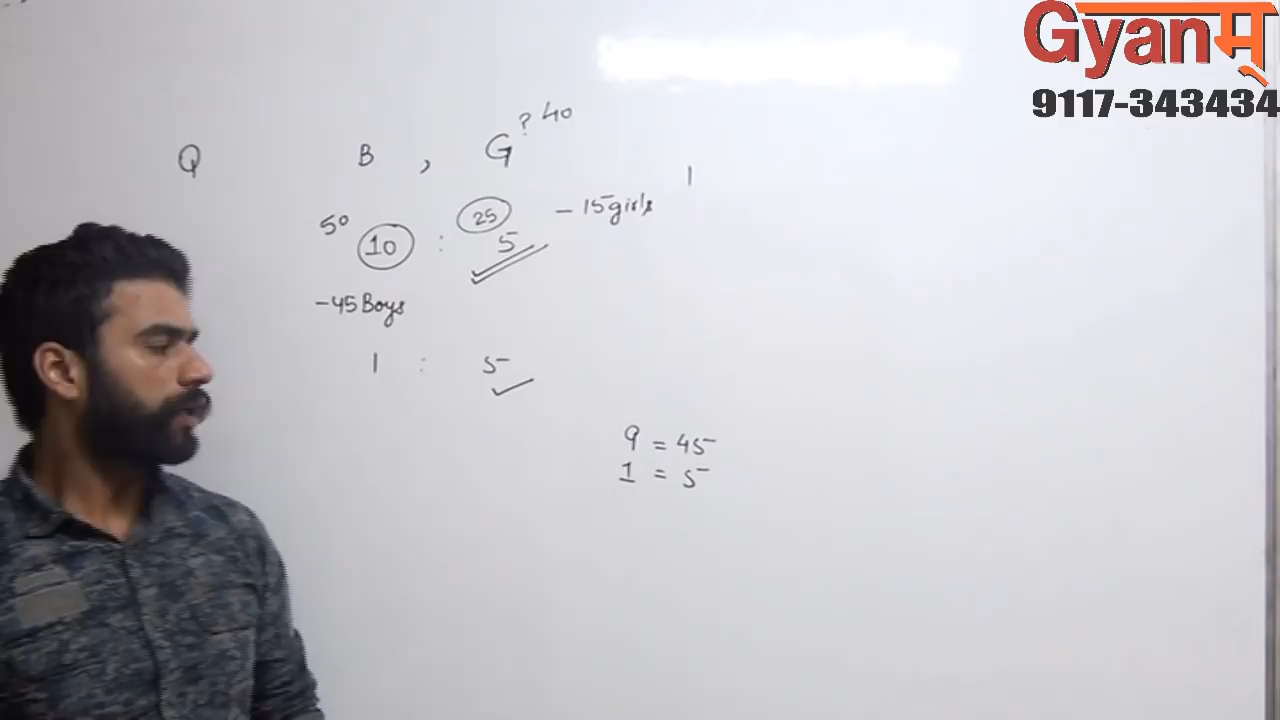 Gyanम्
9117-343434
? 40
Q B , G
50 10 : 25 5 - 15 girls
1
-45 Boys
1 : 5
9 = 45
1 = 5